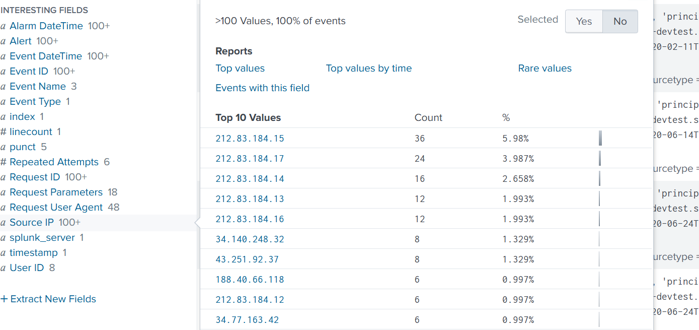 INTERESTING FIELDS
a Alarm DateTime 100+
a Alert 100+
a Event DateTime 100+
a Event ID 100+
a Event Name 3
a Event Type 1
a index 1
# linecount 1
a punct 5
# Repeated Attempts 6
a Request ID 100+
a Request Parameters 18
a Request User Agent 48
a Source IP 100+
a splunk_server 1
a timestamp 1
a User ID 8
+ Extract New Fields
>100 Values, 100% of events
Selected Yes No
Reports
Top values Top values by time Rare values
Events with this field
Top 10 Values Count %
212.83.184.15 36 5.98%
212.83.184.17 24 3.987%
212.83.184.14 16 2.658%
212.83.184.13 12 1.993%
212.83.184.16 12 1.993%
34.140.248.32 8 1.329%
43.251.92.37 8 1.329%
188.40.66.118 6 0.997%
212.83.184.12 6 0.997%
34.77.163.42 6 0.997%
, 'princip
-devtest.s
20-02-11T
ourcetype =
'princip
devtest.s
20-06-14T
ourcetype =
'princip
devtest.s
20-06-24T
ourcetype =
, 'princi
-devtest.
20-06-24T